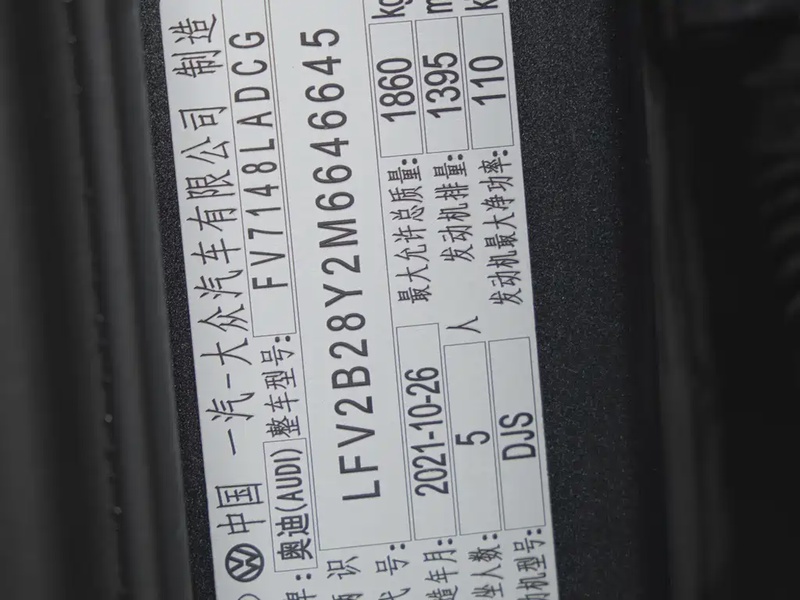 中国 一汽-大众汽车有限公司 制造
牌: 奥迪(AUDI) 整车型号: FV7148LADCG
LFV2B28Y2M6646645
造年月: 2021-10-26 最大允许总质量: 1860 kg
坐人数: 5 人 发动机排量: 1395
机型号: DJS 发动机最大净功率: 110